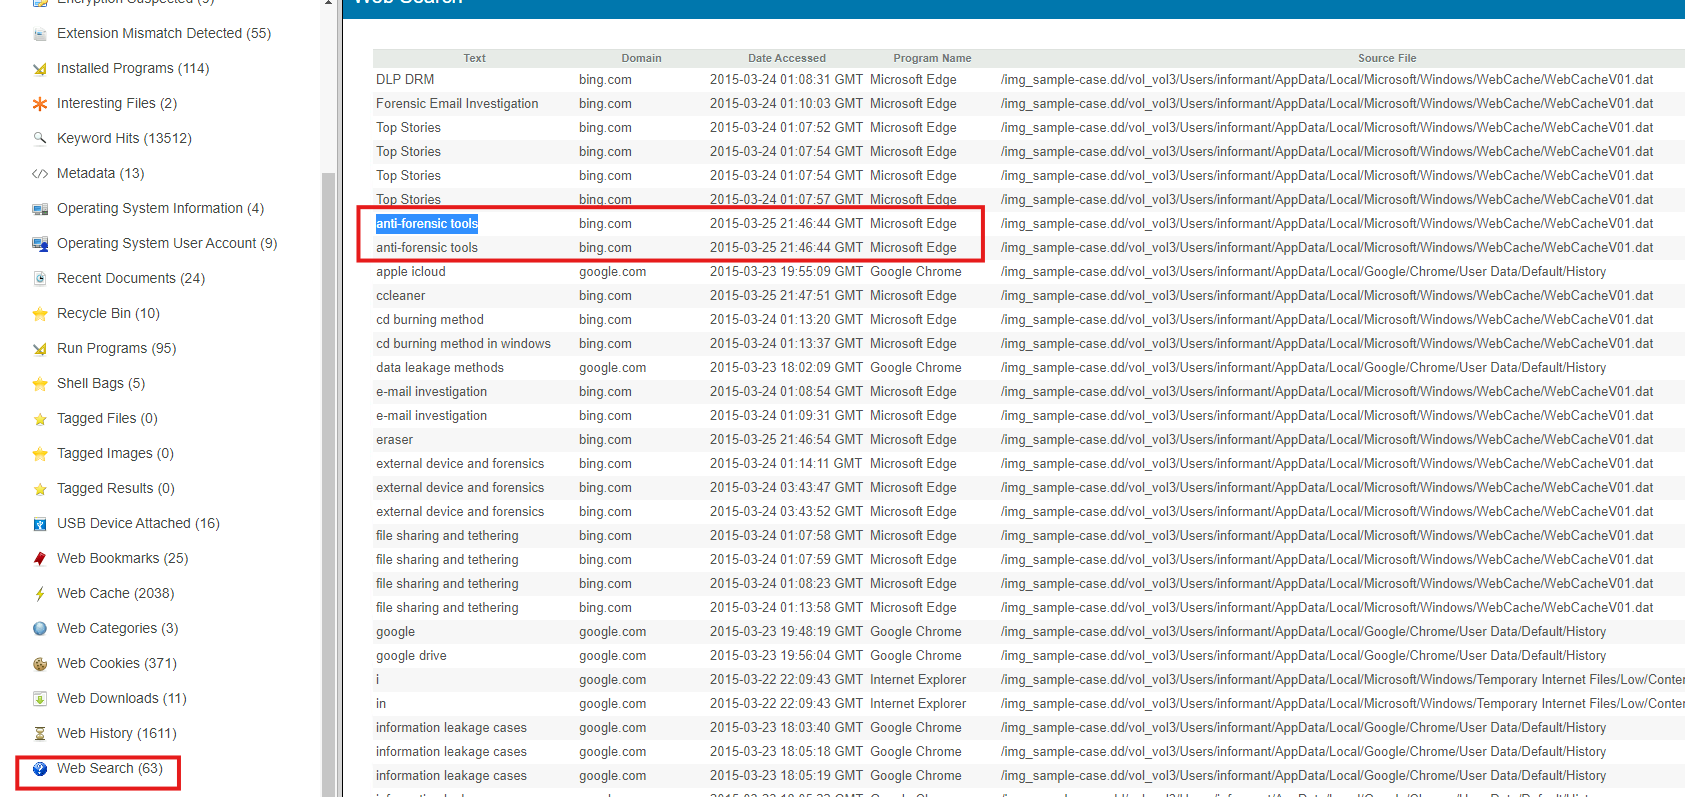 Encryption Suspected (9)
Extension Mismatch Detected (55)
Installed Programs (114)
Interesting Files (2)
Keyword Hits (13512)
Metadata (13)
Operating System Information (4)
Operating System User Account (9)
Recent Documents (24)
Recycle Bin (10)
Run Programs (95)
Shell Bags (5)
Tagged Files (0)
Tagged Images (0)
Tagged Results (0)
USB Device Attached (16)
Web Bookmarks (25)
Web Cache (2038)
Web Categories (3)
Web Cookies (371)
Web Downloads (11)
Web History (1611)
Web Search (63)
Web Search
Text Domain Date Accessed Program Name Source File
DLP DRM bing.com 2015-03-24 01:08:31 GMT Microsoft Edge /img_sample-case.dd/vol_vol3/Users/informant/AppData/Local/Microsoft/Windows/WebCache/WebCacheV01.dat
Forensic Email Investigation bing.com 2015-03-24 01:10:03 GMT Microsoft Edge /img_sample-case.dd/vol_vol3/Users/informant/AppData/Local/Microsoft/Windows/WebCache/WebCacheV01.dat
Top Stories bing.com 2015-03-24 01:07:52 GMT Microsoft Edge /img_sample-case.dd/vol_vol3/Users/informant/AppData/Local/Microsoft/Windows/WebCache/WebCacheV01.dat
Top Stories bing.com 2015-03-24 01:07:54 GMT Microsoft Edge /img_sample-case.dd/vol_vol3/Users/informant/AppData/Local/Microsoft/Windows/WebCache/WebCacheV01.dat
Top Stories bing.com 2015-03-24 01:07:54 GMT Microsoft Edge /img_sample-case.dd/vol_vol3/Users/informant/AppData/Local/Microsoft/Windows/WebCache/WebCacheV01.dat
Top Stories bing.com 2015-03-24 01:07:57 GMT Microsoft Edge /img_sample-case.dd/vol_vol3/Users/informant/AppData/Local/Microsoft/Windows/WebCache/WebCacheV01.dat
anti-forensic tools bing.com 2015-03-25 21:46:44 GMT Microsoft Edge /img_sample-case.dd/vol_vol3/Users/informant/AppData/Local/Microsoft/Windows/WebCache/WebCacheV01.dat
anti-forensic tools bing.com 2015-03-25 21:46:44 GMT Microsoft Edge /img_sample-case.dd/vol_vol3/Users/informant/AppData/Local/Microsoft/Windows/WebCache/WebCacheV01.dat
apple icloud google.com 2015-03-23 19:55:09 GMT Google Chrome /img_sample-case.dd/vol_vol3/Users/informant/AppData/Local/Google/Chrome/User Data/Default/History
ccleaner bing.com 2015-03-25 21:47:51 GMT Microsoft Edge /img_sample-case.dd/vol_vol3/Users/informant/AppData/Local/Microsoft/Windows/WebCache/WebCacheV01.dat
cd burning method bing.com 2015-03-24 01:13:20 GMT Microsoft Edge /img_sample-case.dd/vol_vol3/Users/informant/AppData/Local/Microsoft/Windows/WebCache/WebCacheV01.dat
cd burning method in windows bing.com 2015-03-24 01:13:37 GMT Microsoft Edge /img_sample-case.dd/vol_vol3/Users/informant/AppData/Local/Microsoft/Windows/WebCache/WebCacheV01.dat
data leakage methods google.com 2015-03-23 18:02:09 GMT Google Chrome /img_sample-case.dd/vol_vol3/Users/informant/AppData/Local/Google/Chrome/User Data/Default/History
e-mail investigation bing.com 2015-03-24 01:08:54 GMT Microsoft Edge /img_sample-case.dd/vol_vol3/Users/informant/AppData/Local/Microsoft/Windows/WebCache/WebCacheV01.dat
e-mail investigation bing.com 2015-03-24 01:09:31 GMT Microsoft Edge /img_sample-case.dd/vol_vol3/Users/informant/AppData/Local/Microsoft/Windows/WebCache/WebCacheV01.dat
eraser bing.com 2015-03-25 21:46:54 GMT Microsoft Edge /img_sample-case.dd/vol_vol3/Users/informant/AppData/Local/Microsoft/Windows/WebCache/WebCacheV01.dat
external device and forensics bing.com 2015-03-24 01:14:11 GMT Microsoft Edge /img_sample-case.dd/vol_vol3/Users/informant/AppData/Local/Microsoft/Windows/WebCache/WebCacheV01.dat
external device and forensics bing.com 2015-03-24 03:43:47 GMT Microsoft Edge /img_sample-case.dd/vol_vol3/Users/informant/AppData/Local/Microsoft/Windows/WebCache/WebCacheV01.dat
external device and forensics bing.com 2015-03-24 03:43:52 GMT Microsoft Edge /img_sample-case.dd/vol_vol3/Users/informant/AppData/Local/Microsoft/Windows/WebCache/WebCacheV01.dat
file sharing and tethering bing.com 2015-03-24 01:07:58 GMT Microsoft Edge /img_sample-case.dd/vol_vol3/Users/informant/AppData/Local/Microsoft/Windows/WebCache/WebCacheV01.dat
file sharing and tethering bing.com 2015-03-24 01:07:59 GMT Microsoft Edge /img_sample-case.dd/vol_vol3/Users/informant/AppData/Local/Microsoft/Windows/WebCache/WebCacheV01.dat
file sharing and tethering bing.com 2015-03-24 01:08:23 GMT Microsoft Edge /img_sample-case.dd/vol_vol3/Users/informant/AppData/Local/Microsoft/Windows/WebCache/WebCacheV01.dat
file sharing and tethering bing.com 2015-03-24 01:13:58 GMT Microsoft Edge /img_sample-case.dd/vol_vol3/Users/informant/AppData/Local/Microsoft/Windows/WebCache/WebCacheV01.dat
google google.com 2015-03-23 19:48:19 GMT Google Chrome /img_sample-case.dd/vol_vol3/Users/informant/AppData/Local/Google/Chrome/User Data/Default/History
google drive google.com 2015-03-23 19:56:04 GMT Google Chrome /img_sample-case.dd/vol_vol3/Users/informant/AppData/Local/Google/Chrome/User Data/Default/History
i google.com 2015-03-22 22:09:43 GMT Internet Explorer /img_sample-case.dd/vol_vol3/Users/informant/AppData/Local/Microsoft/Windows/Temporary Internet Files/Low/Conte
in google.com 2015-03-22 22:09:43 GMT Internet Explorer /img_sample-case.dd/vol_vol3/Users/informant/AppData/Local/Microsoft/Windows/Temporary Internet Files/Low/Conte
information leakage cases google.com 2015-03-23 18:03:40 GMT Google Chrome /img_sample-case.dd/vol_vol3/Users/informant/AppData/Local/Google/Chrome/User Data/Default/History
information leakage cases google.com 2015-03-23 18:05:18 GMT Google Chrome /img_sample-case.dd/vol_vol3/Users/informant/AppData/Local/Google/Chrome/User Data/Default/History
information leakage cases google.com 2015-03-23 18:05:19 GMT Google Chrome /img_sample-case.dd/vol_vol3/Users/informant/AppData/Local/Google/Chrome/User Data/Default/History